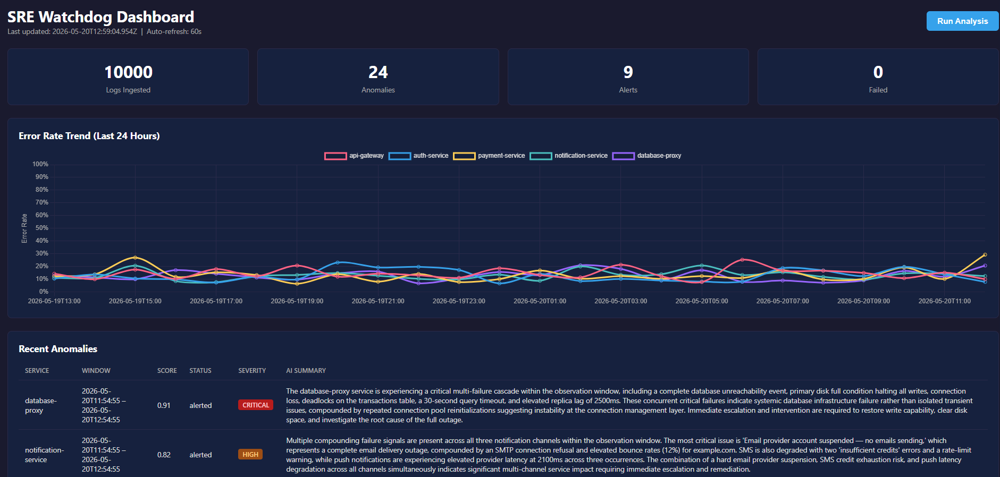 SRE Watchdog Dashboard
Last updated: 2026-05-20T12:59:04.954Z | Auto-refresh: 60s
Run Analysis
10000
Logs Ingested
24
Anomalies
9
Alerts
0
Failed
Error Rate Trend (Last 24 Hours)
api-gateway auth-service payment-service notification-service database-proxy
100%
90%
80%
70%
60%
50%
40%
30%
20%
10%
0%
Error Rate
2026-05-19T13:00 2026-05-19T15:00 2026-05-19T17:00 2026-05-19T19:00 2026-05-19T21:00 2026-05-19T23:00 2026-05-20T01:00 2026-05-20T03:00 2026-05-20T05:00 2026-05-20T07:00 2026-05-20T09:00 2026-05-20T11:00
Recent Anomalies
SERVICE WINDOW SCORE STATUS SEVERITY AI SUMMARY
database-
proxy
2026-05-
20T11:54:55 –
2026-05-
20T12:54:55
0.91
alerted
CRITICAL
The database-proxy service is experiencing a critical multi-failure cascade within the observation window, including a complete database unreachability event, primary disk full condition halting all writes, connection
loss, deadlocks on the transactions table, a 30-second query timeout, and elevated replica lag of 2500ms. These concurrent critical failures indicate systemic database infrastructure failure rather than isolated transient
issues, compounded by repeated connection pool reinitializations suggesting instability at the connection management layer. Immediate escalation and intervention are required to restore write capability, clear disk
space, and investigate the root cause of the full outage.
notification-
service
2026-05-
20T11:54:55 –
2026-05-
20T12:54:55
0.82
alerted
HIGH
Multiple compounding failure signals are present across all three notification channels within the observation window. The most critical issue is 'Email provider account suspended — no emails sending,' which
represents a complete email delivery outage, compounded by an SMTP connection refusal and elevated bounce rates (12%) for example.com. SMS is also degraded with two 'insufficient credits' errors and a rate-limit
warning, while push notifications are experiencing elevated provider latency at 2100ms across three occurrences. The combination of a hard email provider suspension, SMS credit exhaustion risk, and push latency
degradation across all channels simultaneously indicates significant multi-channel service impact requiring immediate escalation and remediation.